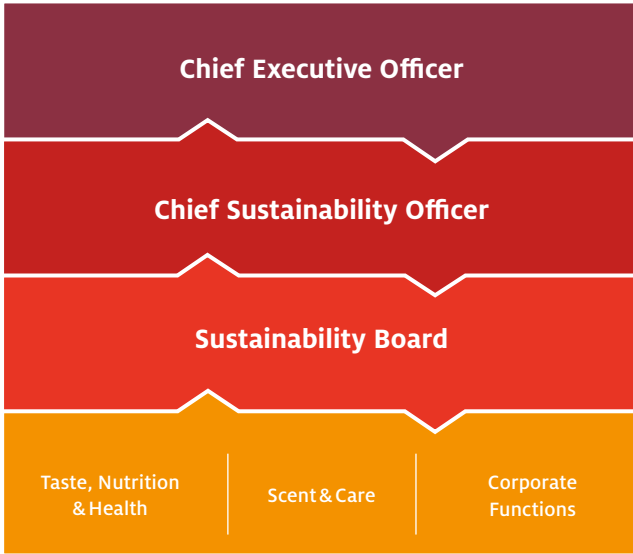 Chief Executive Officer
Chief Sustainability Officer
Sustainability Board
Taste, Nutrition
& Health
Scent & Care
Corporate
Functions